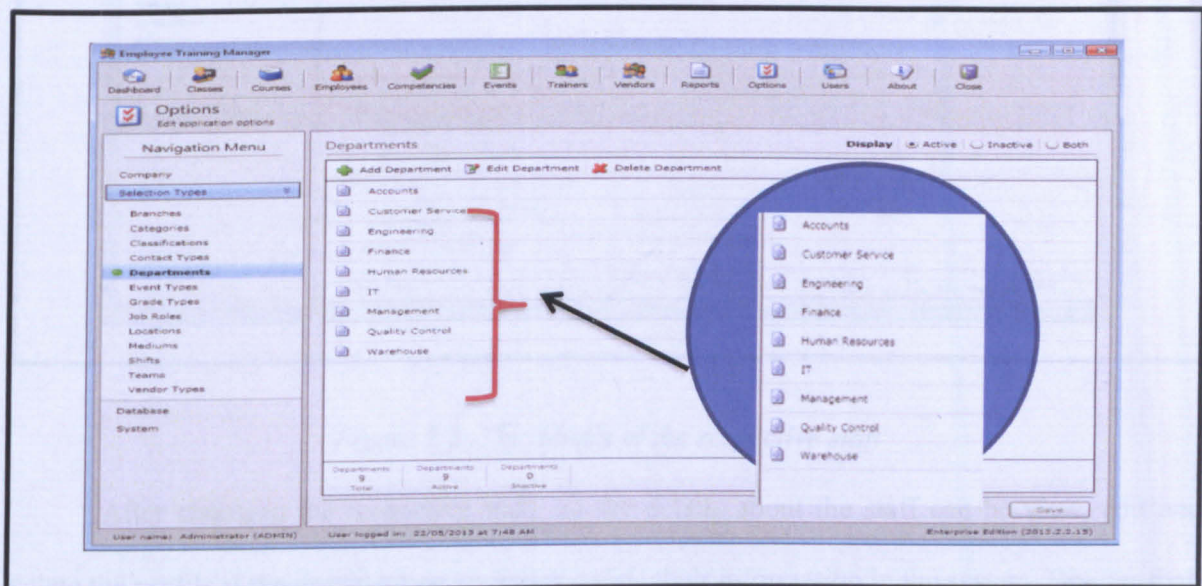 Employee Training Manager
Dashboard Classes Courses Employees Competencies Events Trainers Vendors Reports Options Users About Close
Options
Edit application options
Navigation Menu
Company
Selection Types
Branches
Categories
Classifications
Contact Types
Departments
Event Types
Grade Types
Job Roles
Locations
Mediums
Shifts
Teams
Vendor Types
Database
System
Departments
Display Active Inactive Both
Add Department Edit Department Delete Department
Accounts
Customer Service
Engineering
Finance
Human Resources
IT
Management
Quality Control
Warehouse
Accounts
Customer Service
Engineering
Finance
Human Resources
IT
Management
Quality Control
Warehouse
Departments Departments Departments
9 9 0
Total Active Inactive
Save
User name: Administrator (ADMIN) User logged in: 22/05/2013 at 7:48 AM Enterprise Edition (2013.2.2.15)
about the staff can be